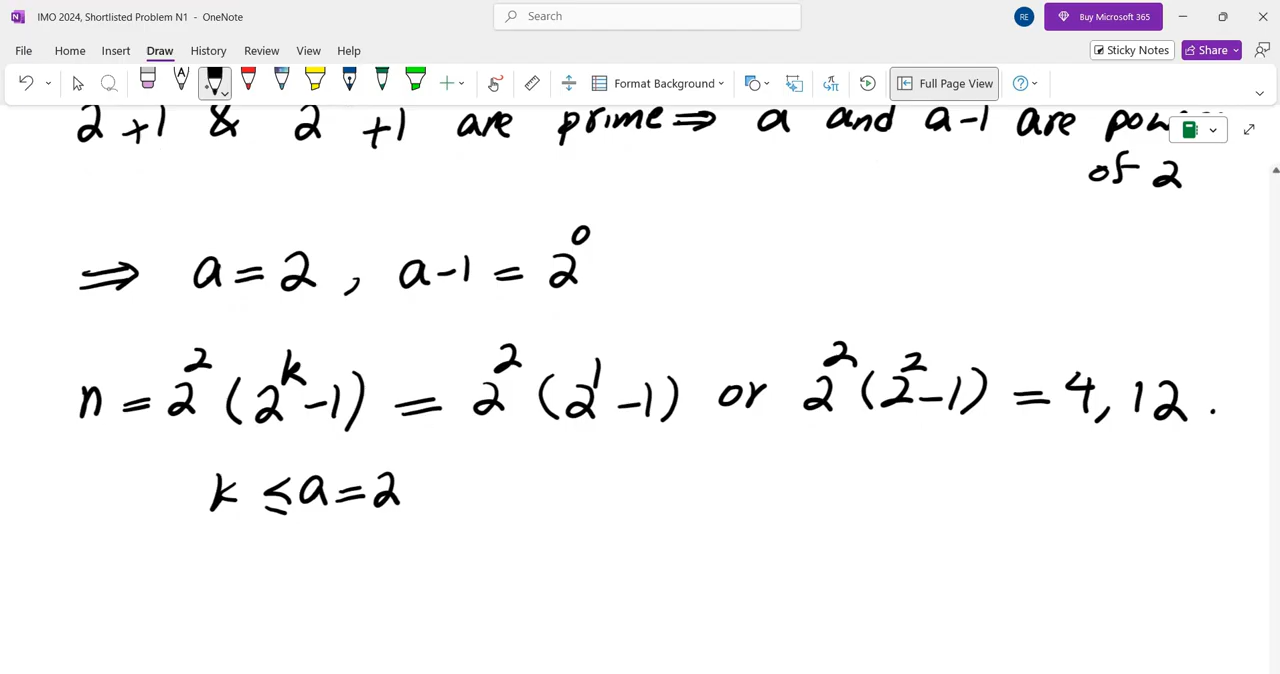 IMO 2024, Shortlisted Problem N1 - OneNote
Search
RE
Buy Microsoft 365
File Home Insert Draw History Review View Help
Sticky Notes
Share
Format Background
Full Page View
2 +1 & 2 +1 are prime ⇒ a and a-1 are
of 2
⇒ a = 2 , a-1 = 2⁰
n = 2² (2ᵏ-1) = 2² (2¹-1) or 2² (2²-1) = 4, 12 .
k ≤ a = 2